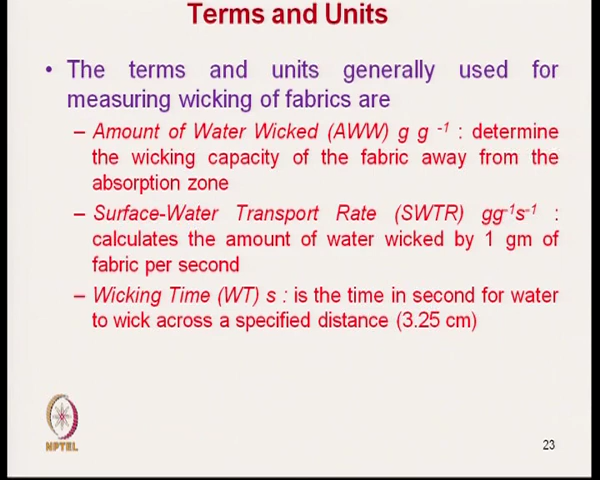 Terms and Units
• The terms and units generally used for
measuring wicking of fabrics are
– Amount of Water Wicked (AWW) g g -1 : determine
the wicking capacity of the fabric away from the
absorption zone
– Surface-Water Transport Rate (SWTR) gg-1s-1 :
calculates the amount of water wicked by 1 gm of
fabric per second
– Wicking Time (WT) s : is the time in second for water
to wick across a specified distance (3.25 cm)
NPTEL
23